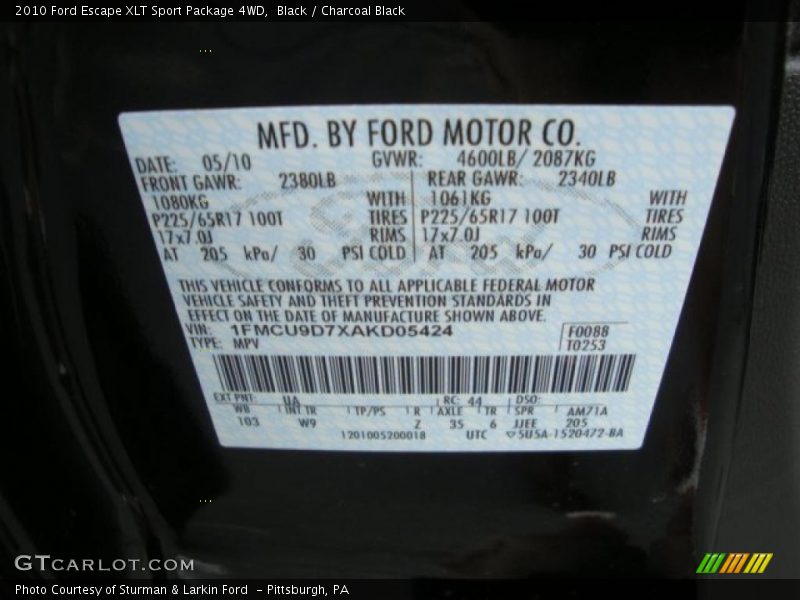 2010 Ford Escape XLT Sport Package 4WD,  Black / Charcoal Black
MFD. BY FORD MOTOR CO.
DATE: 05/10 GVWR: 4600LB/ 2087KG
FRONT GAWR: 2380LB REAR GAWR: 2340LB
1080KG WITH 1061KG WITH
P225/65R17 100T TIRES P225/65R17 100T TIRES
17x7.0J RIMS 17x7.0J RIMS
AT 205 kPa/ 30 PSI COLD AT 205 kPa/ 30 PSI COLD
THIS VEHICLE CONFORMS TO ALL APPLICABLE FEDERAL MOTOR
VEHICLE SAFETY AND THEFT PREVENTION STANDARDS IN
EFFECT ON THE DATE OF MANUFACTURE SHOWN ABOVE.
VIN: 1FMCU9D7XAKD05424 F0088
TYPE: MPV T0253
EXT PNT: UA RC: 44 DSO:
WB INT TR TP/PS R AXLE TR SPR AM71A
103 W9 Z 35 6 JJEE 205
1201005200018 UTC 5U5A-1520472-BA
GTCARLOT.COM
Photo Courtesy of Sturman & Larkin Ford  - Pittsburgh, PA